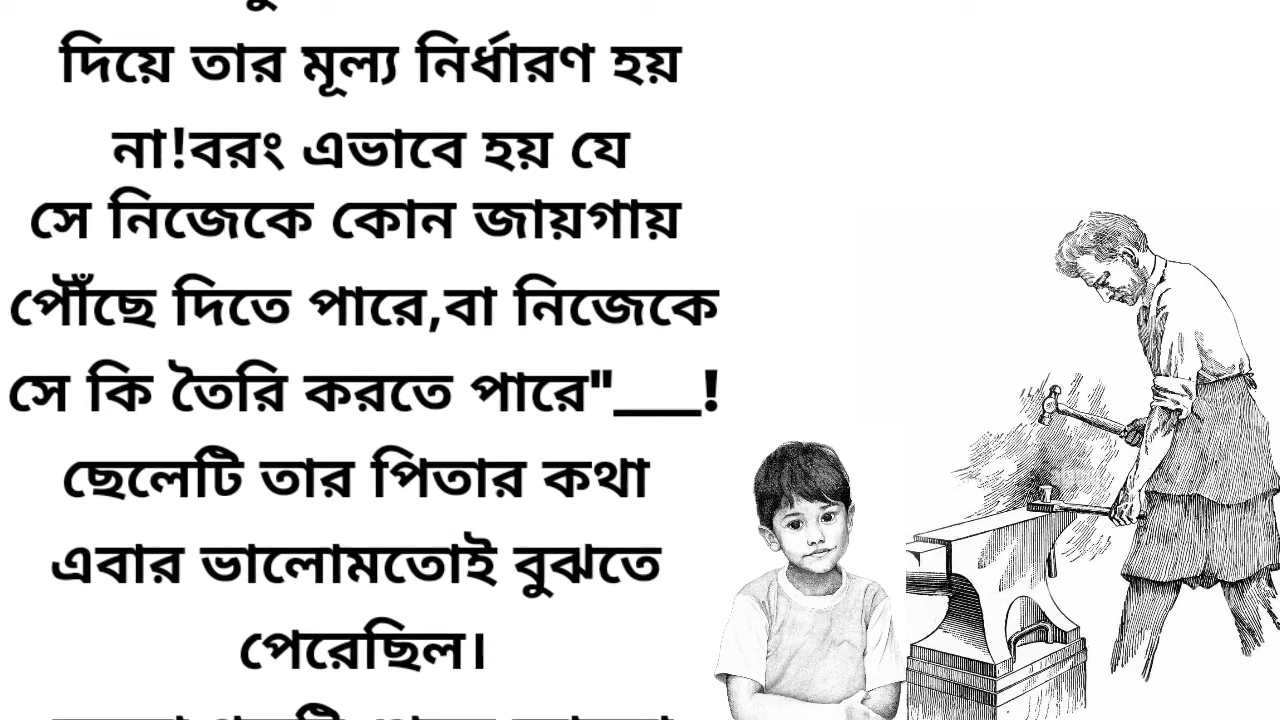 দিয়ে তার মূল্য নির্ধারণ হয়
না!বরং এভাবে হয় যে
সে নিজেকে কোন জায়গায়
পৌঁছে দিতে পারে,বা নিজেকে
সে কি তৈরি করতে পারে"___!
ছেলেটি তার পিতার কথা
এবার ভালোমতোই বুঝতে
পেরেছিল।